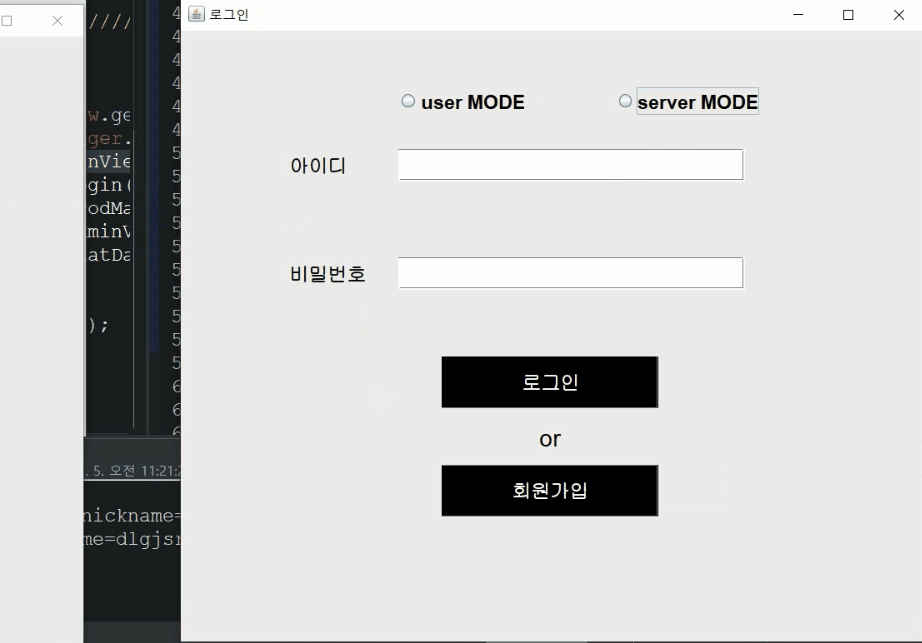 로그인
user MODE
server MODE
아이디
비밀번호
로그인
or
회원가입
////
w.ge
ger.
nVie
gin(
odMa
minV
atDa
);
. 5. 오전 11:21:2
nickname=
me=dlgjsr